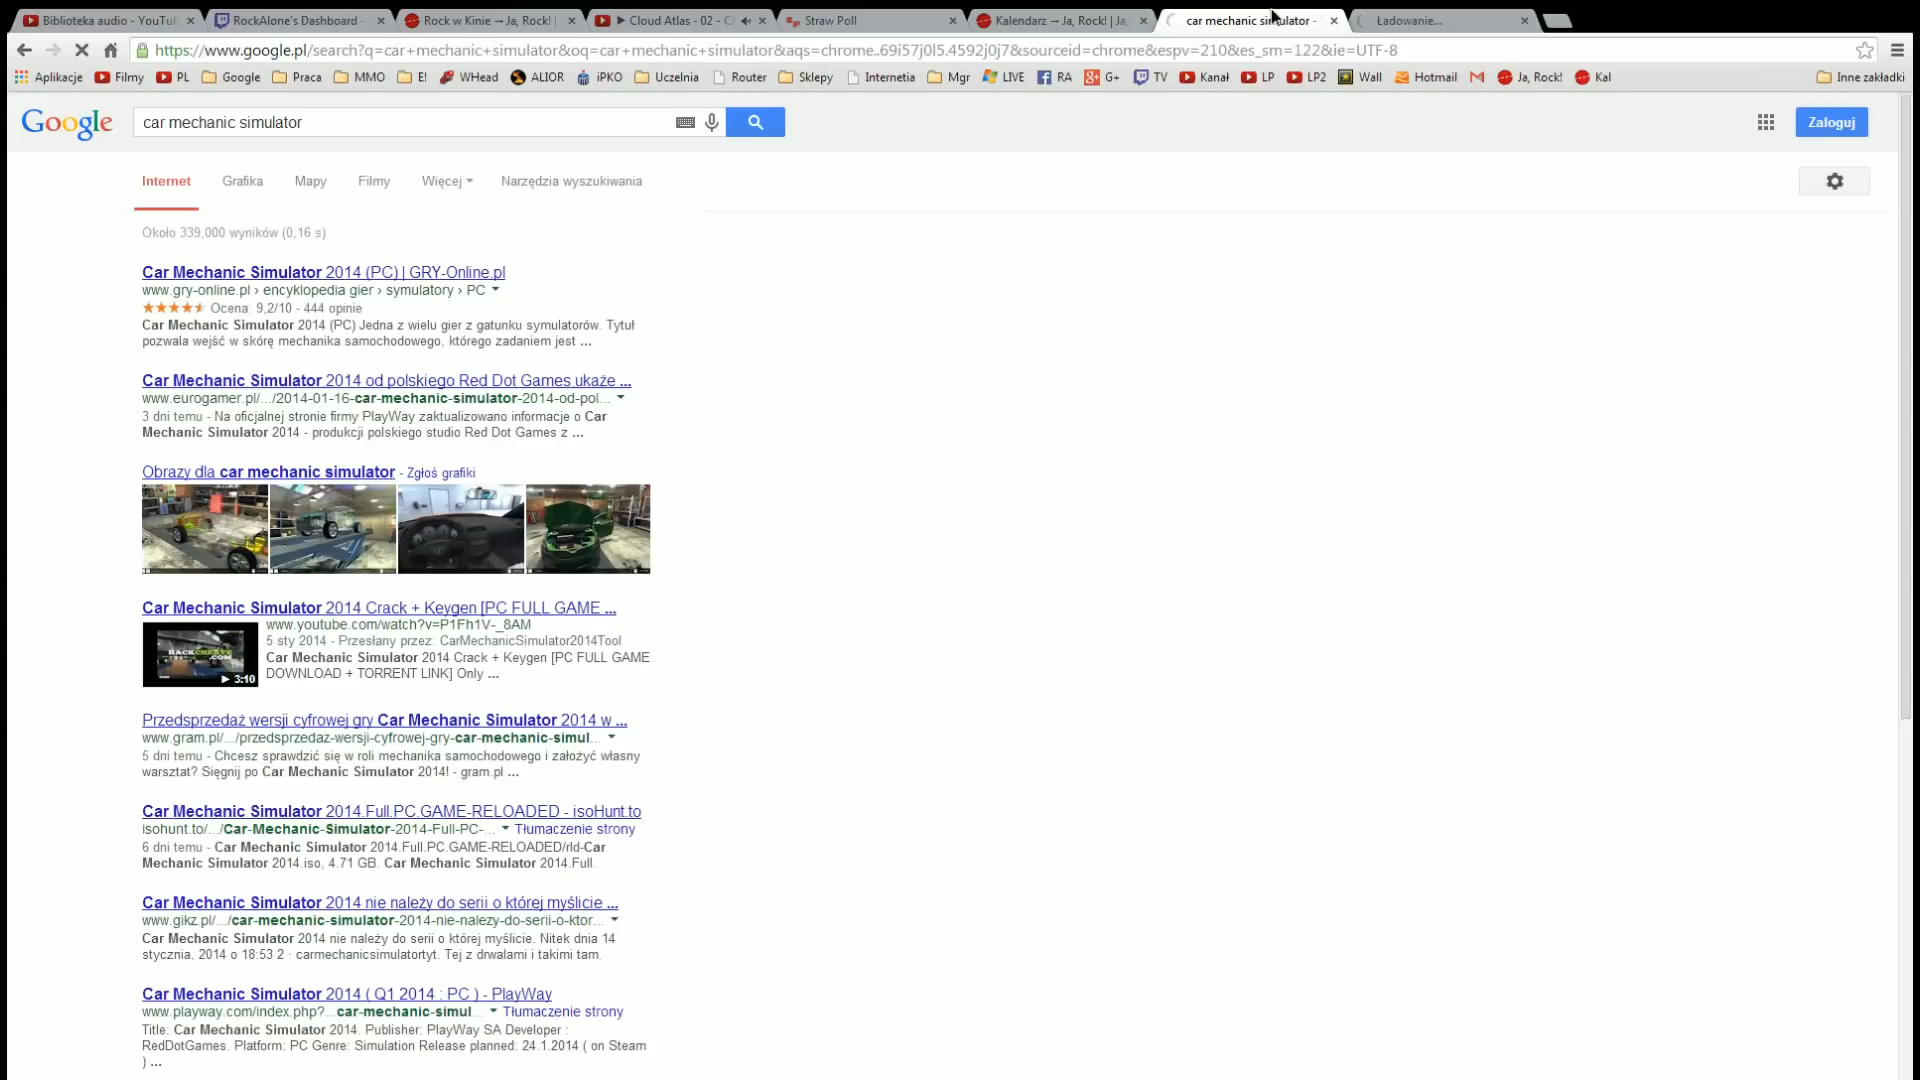 Biblioteka audio - YouTu
RockAlone's Dashboard -
Rock w Kinie → Ja, Rock! |
▶ Cloud Atlas - 02 - Cl
Straw Poll
Kalendarz → Ja, Rock! | Ja,
car mechanic simulator -
Ładowanie...
https://www.google.pl/search?q=car+mechanic+simulator&oq=car+mechanic+simulator&aqs=chrome..69i57j0l5.4592j0j7&sourceid=chrome&espv=210&es_sm=122&ie=UTF-8
Aplikacje Filmy PL Google Praca MMO E! WHead ALIOR iPKO Uczelnia Router Sklepy Internetia Mgr LIVE RA G+ TV Kanał LP LP2 Wall Hotmail Ja, Rock! Kal Inne zakładki
Google car mechanic simulator Zaloguj
Internet Grafika Mapy Filmy Więcej Narzędzia wyszukiwania
Około 339,000 wyników (0,16 s)
Car Mechanic Simulator 2014 (PC) | GRY-Online.pl
www.gry-online.pl › encyklopedia gier › symulatory › PC
Ocena: 9,2/10 - 444 opinie
Car Mechanic Simulator 2014 (PC) Jedna z wielu gier z gatunku symulatorów. Tytuł
pozwala wejść w skórę mechanika samochodowego, którego zadaniem jest ...
Car Mechanic Simulator 2014 od polskiego Red Dot Games ukaże ...
www.eurogamer.pl/.../2014-01-16-car-mechanic-simulator-2014-od-pol...
3 dni temu - Na oficjalnej stronie firmy PlayWay zaktualizowano informacje o Car
Mechanic Simulator 2014 - produkcji polskiego studio Red Dot Games z ...
Obrazy dla car mechanic simulator - Zgłoś grafiki
Car Mechanic Simulator 2014 Crack + Keygen [PC FULL GAME ...
www.youtube.com/watch?v=P1Fh1V-_8AM
5 sty 2014 - Przesłany przez: CarMechanicSimulator2014Tool
Car Mechanic Simulator 2014 Crack + Keygen [PC FULL GAME
DOWNLOAD + TORRENT LINK] Only ...
▶ 3:10
Przedsprzedaż wersji cyfrowej gry Car Mechanic Simulator 2014 w ...
www.gram.pl/.../przedsprzedaz-wersji-cyfrowej-gry-car-mechanic-simul...
5 dni temu - Chcesz sprawdzić się w roli mechanika samochodowego i założyć własny
warsztat? Sięgnij po Car Mechanic Simulator 2014! - gram.pl ...
Car Mechanic Simulator 2014.Full.PC.GAME-RELOADED - isoHunt.to
isohunt.to/.../Car-Mechanic-Simulator-2014-Full-PC-... Tłumaczenie strony
6 dni temu - Car Mechanic Simulator 2014.Full.PC.GAME-RELOADED/rld-Car
Mechanic Simulator 2014.iso, 4.71 GB. Car Mechanic Simulator 2014.Full.
Car Mechanic Simulator 2014 nie należy do serii o której myślicie ...
www.gikz.pl/.../car-mechanic-simulator-2014-nie-nalezy-do-serii-o-ktor...
Car Mechanic Simulator 2014 nie należy do serii o której myślicie. Nitek dnia 14
stycznia, 2014 o 18:53 2 · carmechanicsimulatortyt. Tej z drwalami i takimi tam.
Car Mechanic Simulator 2014 ( Q1 2014 : PC ) - PlayWay
www.playway.com/index.php?...car-mechanic-simul... Tłumaczenie strony
Title: Car Mechanic Simulator 2014. Publisher: PlayWay SA Developer :
RedDotGames. Platform: PC Genre: Simulation Release planned: 24.1.2014 ( on Steam
) ...